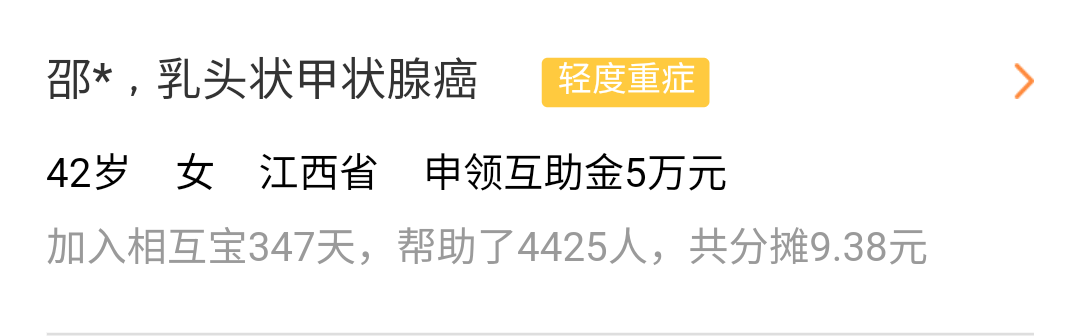 邵*，乳头状甲状腺癌 轻度重症
42岁 女 江西省 申领互助金5万元
加入相互宝347天，帮助了4425人，共分摊9.38元